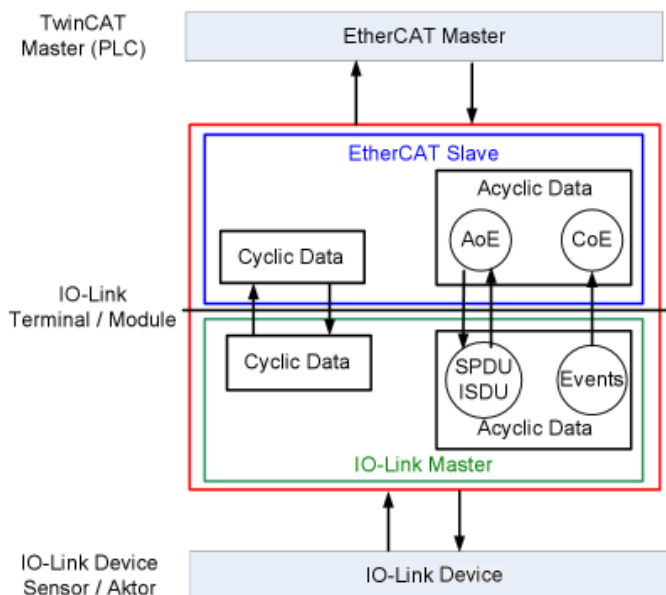 TwinCAT
Master (PLC)
EtherCAT Master
EtherCAT Slave
Acyclic Data
AoE
CoE
Cyclic Data
IO-Link
Terminal / Module
Cyclic Data
SPDU
ISDU
Events
Acyclic Data
IO-Link Master
IO-Link Device
Sensor / Aktor
IO-Link Device